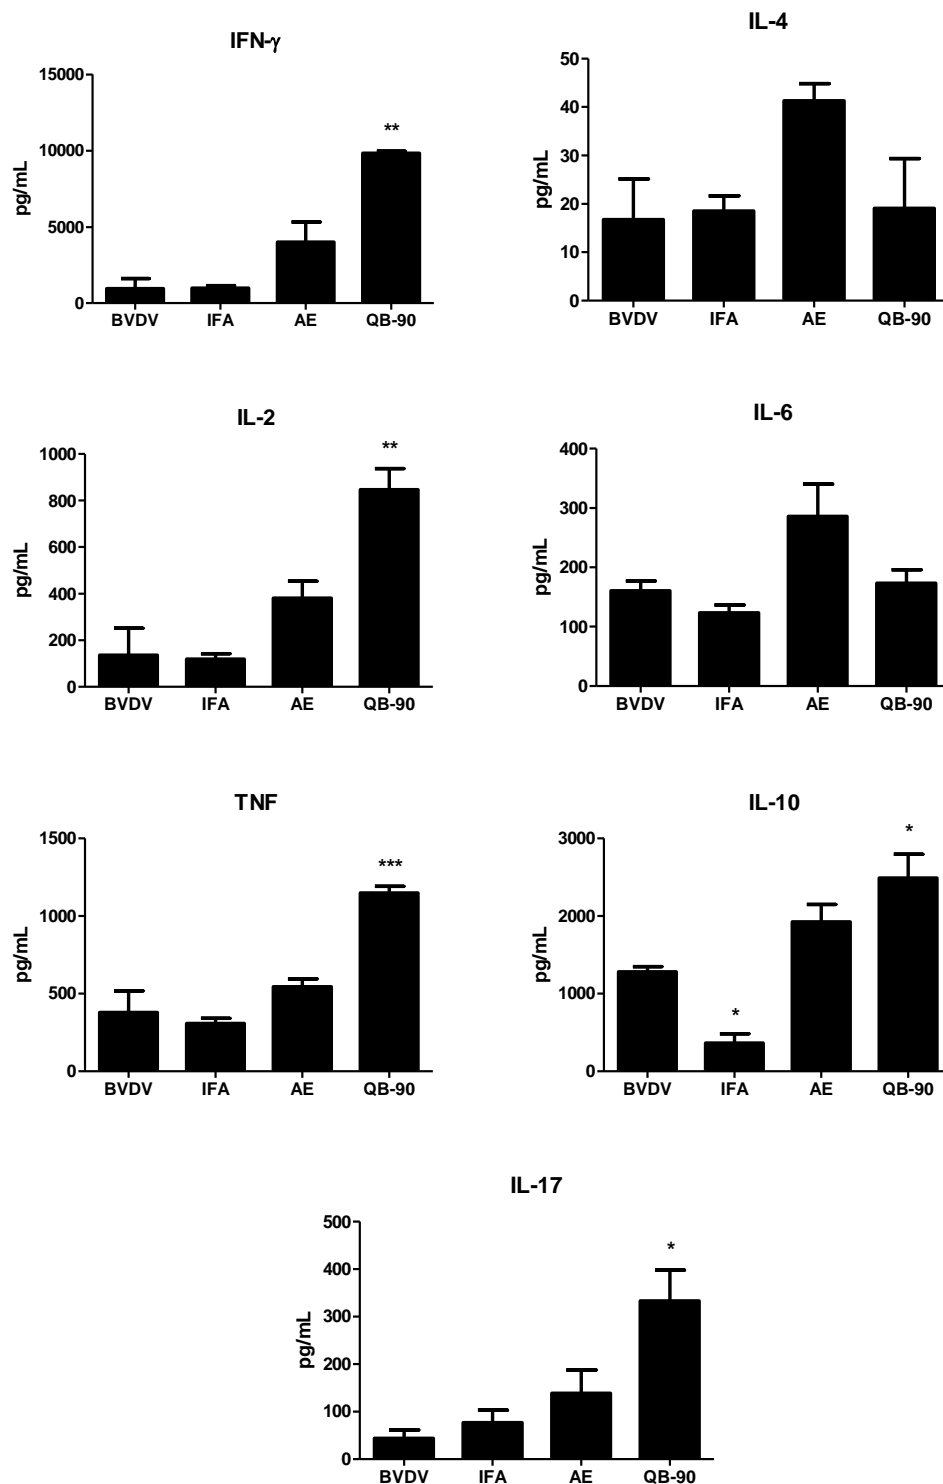 IFN-γ
15000
10000
5000
0
pg/mL
**
BVDV IFA AE QB-90
IL-4
50
40
30
20
10
0
pg/mL
BVDV IFA AE QB-90
IL-2
1000
800
600
400
200
0
pg/mL
**
BVDV IFA AE QB-90
IL-6
400
300
200
100
0
pg/mL
BVDV IFA AE QB-90
TNF
1500
1000
500
0
pg/mL
***
BVDV IFA AE QB-90
IL-10
3000
2000
1000
0
pg/mL
*
*
BVDV IFA AE QB-90
IL-17
500
400
300
200
100
0
pg/mL
*
BVDV IFA AE QB-90